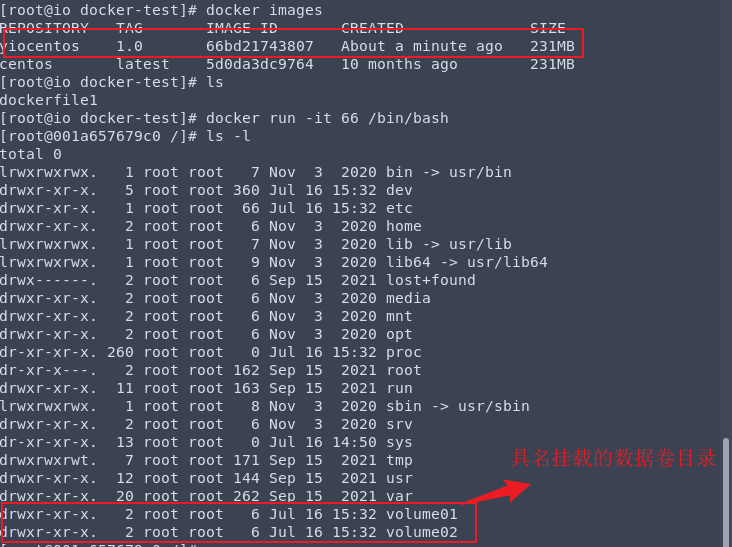 [root@io docker-test]# docker images
REPOSITORY TAG IMAGE ID CREATED SIZE
yiocentos 1.0 66bd21743807 About a minute ago 231MB
centos latest 5d0da3dc9764 10 months ago 231MB
[root@io docker-test]# ls
dockerfile1
[root@io docker-test]# docker run -it 66 /bin/bash
[root@001a657679c0 /]# ls -l
total 0
lrwxrwxrwx. 1 root root 7 Nov 3 2020 bin -> usr/bin
drwxr-xr-x. 5 root root 360 Jul 16 15:32 dev
drwxr-xr-x. 1 root root 66 Jul 16 15:32 etc
drwxr-xr-x. 2 root root 6 Nov 3 2020 home
lrwxrwxrwx. 1 root root 7 Nov 3 2020 lib -> usr/lib
lrwxrwxrwx. 1 root root 9 Nov 3 2020 lib64 -> usr/lib64
drwx------. 2 root root 6 Sep 15 2021 lost+found
drwxr-xr-x. 2 root root 6 Nov 3 2020 media
drwxr-xr-x. 2 root root 6 Nov 3 2020 mnt
drwxr-xr-x. 2 root root 6 Nov 3 2020 opt
dr-xr-xr-x. 260 root root 0 Jul 16 15:32 proc
dr-xr-x---. 2 root root 162 Sep 15 2021 root
drwxr-xr-x. 11 root root 163 Sep 15 2021 run
lrwxrwxrwx. 1 root root 8 Nov 3 2020 sbin -> usr/sbin
drwxr-xr-x. 2 root root 6 Nov 3 2020 srv
dr-xr-xr-x. 13 root root 0 Jul 16 14:50 sys
drwxrwxrwt. 7 root root 171 Sep 15 2021 tmp
drwxr-xr-x. 12 root root 144 Sep 15 2021 usr
drwxr-xr-x. 20 root root 262 Sep 15 2021 var
具名挂载的数据卷目录
drwxr-xr-x. 2 root root 6 Jul 16 15:32 volume01
drwxr-xr-x. 2 root root 6 Jul 16 15:32 volume02